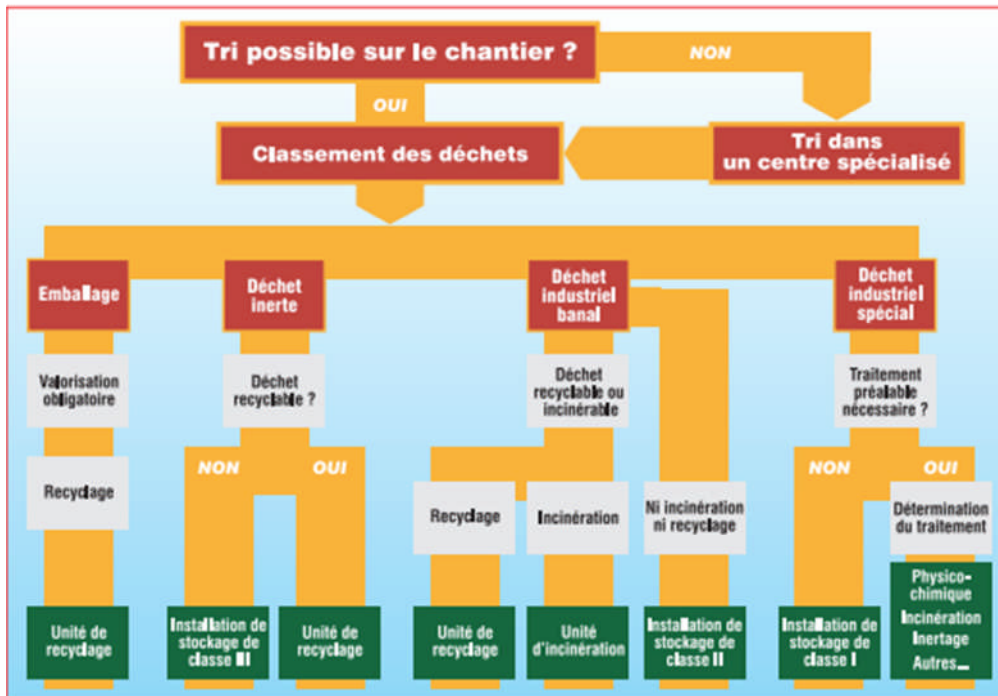 Tri possible sur le chantier ?
NON
OUI
Classement des déchets
Tri dans
un centre spécialisé
Emballage
Déchet
inerte
Déchet
industriel
banal
Déchet
industriel
spécial
Valorisation
obligatoire
Déchet
recyclable ?
Déchet
recyclable ou
incinérable
Traitement
préalable
nécessaire ?
NON
OUI
NON
OUI
Recyclage
Recyclage
Incinération
Ni incinération
ni recyclage
Détermination
du traitement
Unité de
recyclage
Installation de
stockage de
classe III
Unité de
recyclage
Unité de
recyclage
Unité
d'incinération
Installation de
stockage de
classe II
Installation de
stockage de
classe I
Physico-
chimique
Incinération
Inertage
Autres...